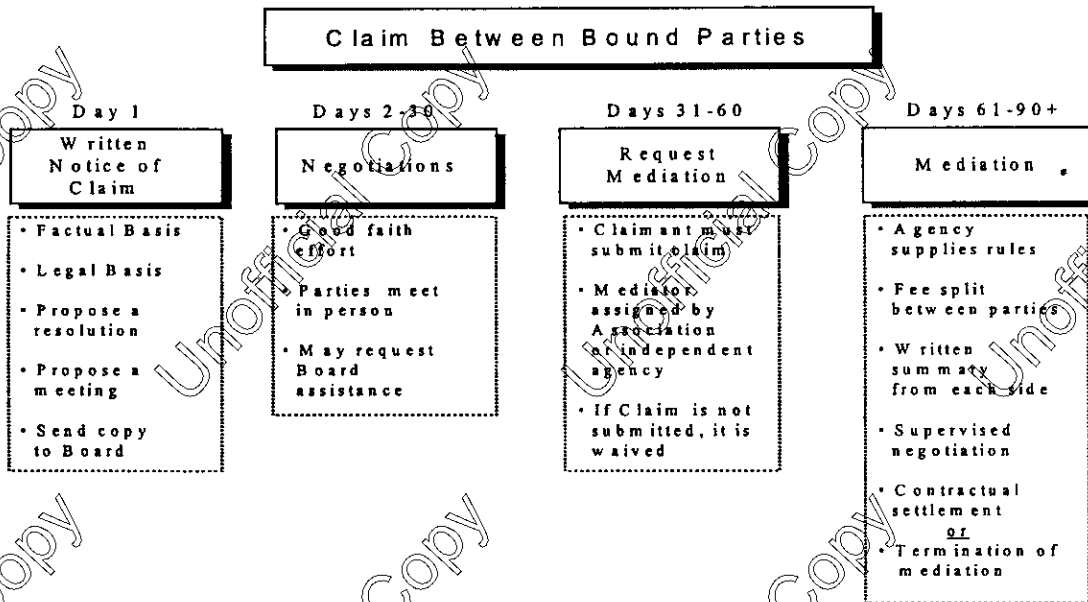 Claim Between Bound Parties
Day 1
Written
Notice of
Claim
• Factual Basis
• Legal Basis
• Propose a
resolution
• Propose a
meeting
• Send copy
to Board
Days 2-30
Negotiations
• Good faith
effort
• Parties meet
in person
• May request
Board
assistance
Days 31-60
Request
Mediation
• Claimant must
submit claim
• Mediator
assigned by
Association
or independent
agency
• If Claim is not
submitted, it is
waived
Days 61-90+
Mediation
• Agency
supplies rules
• Fee split
between parties
• Written
summary
from each side
• Supervised
negotiation
• Contractual
settlement
or
• Termination of
mediation
Unofficial Copy
Unofficial Copy
Unofficial
Copy
Copy
Copy
Copy